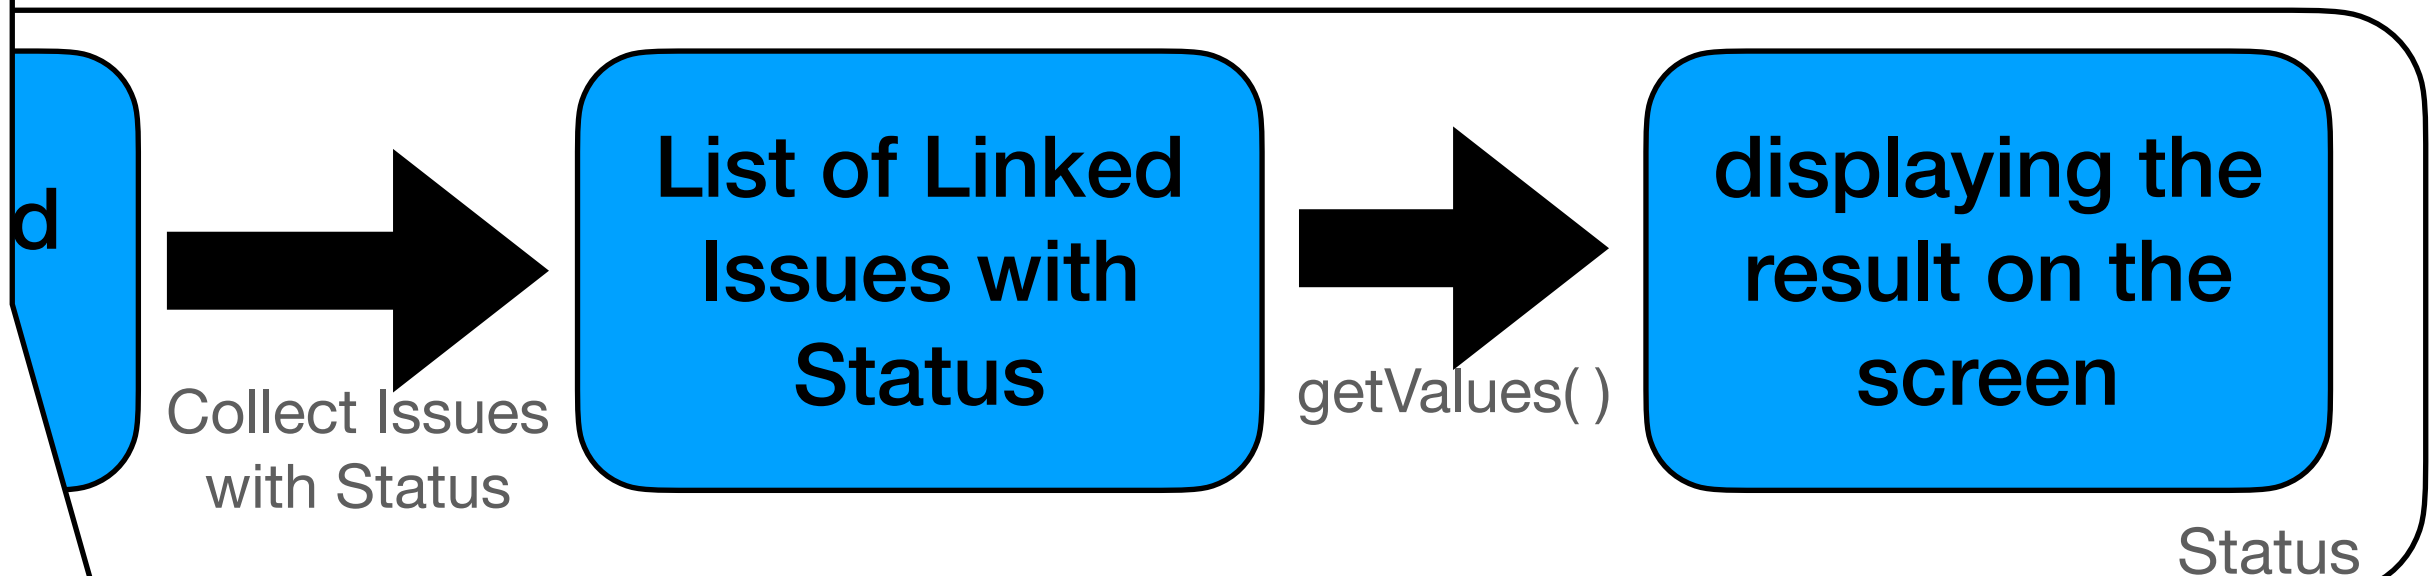 d
Collect Issues
with Status
List of Linked
Issues with
Status
getValues( )
displaying the
result on the
screen
Status